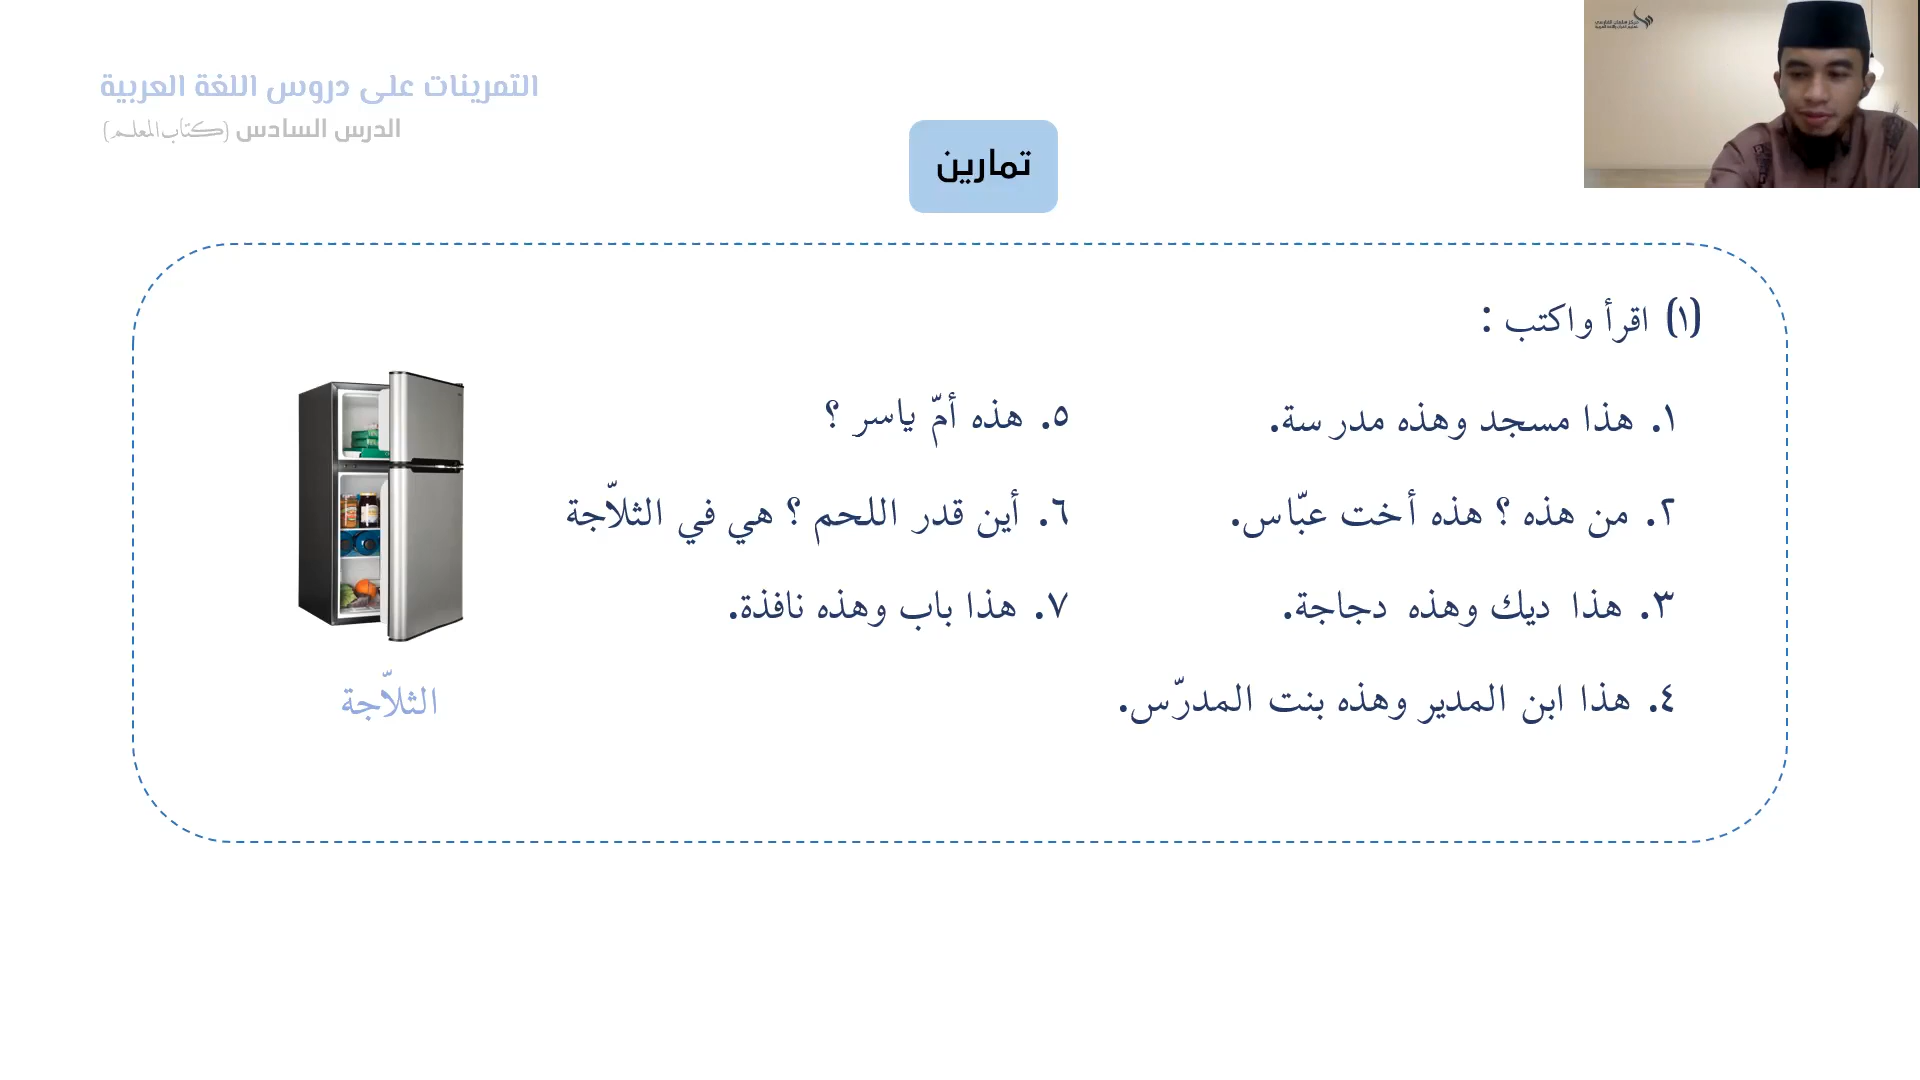 التمرينات على دروس اللغة العربية
الدرس السادس (كتاب المعلم)
تمارين
(١) اقرأ واكتب :
١. هذا مسجد وهذه مدرسة.
٢. من هذه ؟ هذه أخت عبّاس.
٣. هذا ديك وهذه دجاجة.
٤. هذا ابن المدير وهذه بنت المدرّس.
٥. هذه أمّ ياسر ؟
٦. أين قدر اللحم ؟ هي في الثلاّجة
٧. هذا باب وهذه نافذة.
الثلاّجة